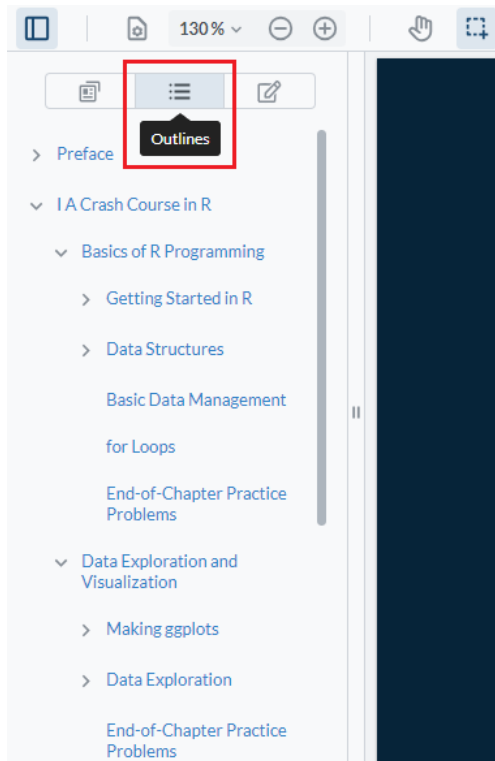 130 %
Outlines
Preface
I A Crash Course in R
Basics of R Programming
Getting Started in R
Data Structures
Basic Data Management
for Loops
End-of-Chapter Practice
Problems
Data Exploration and
Visualization
Making ggplots
Data Exploration
End-of-Chapter Practice
Problems